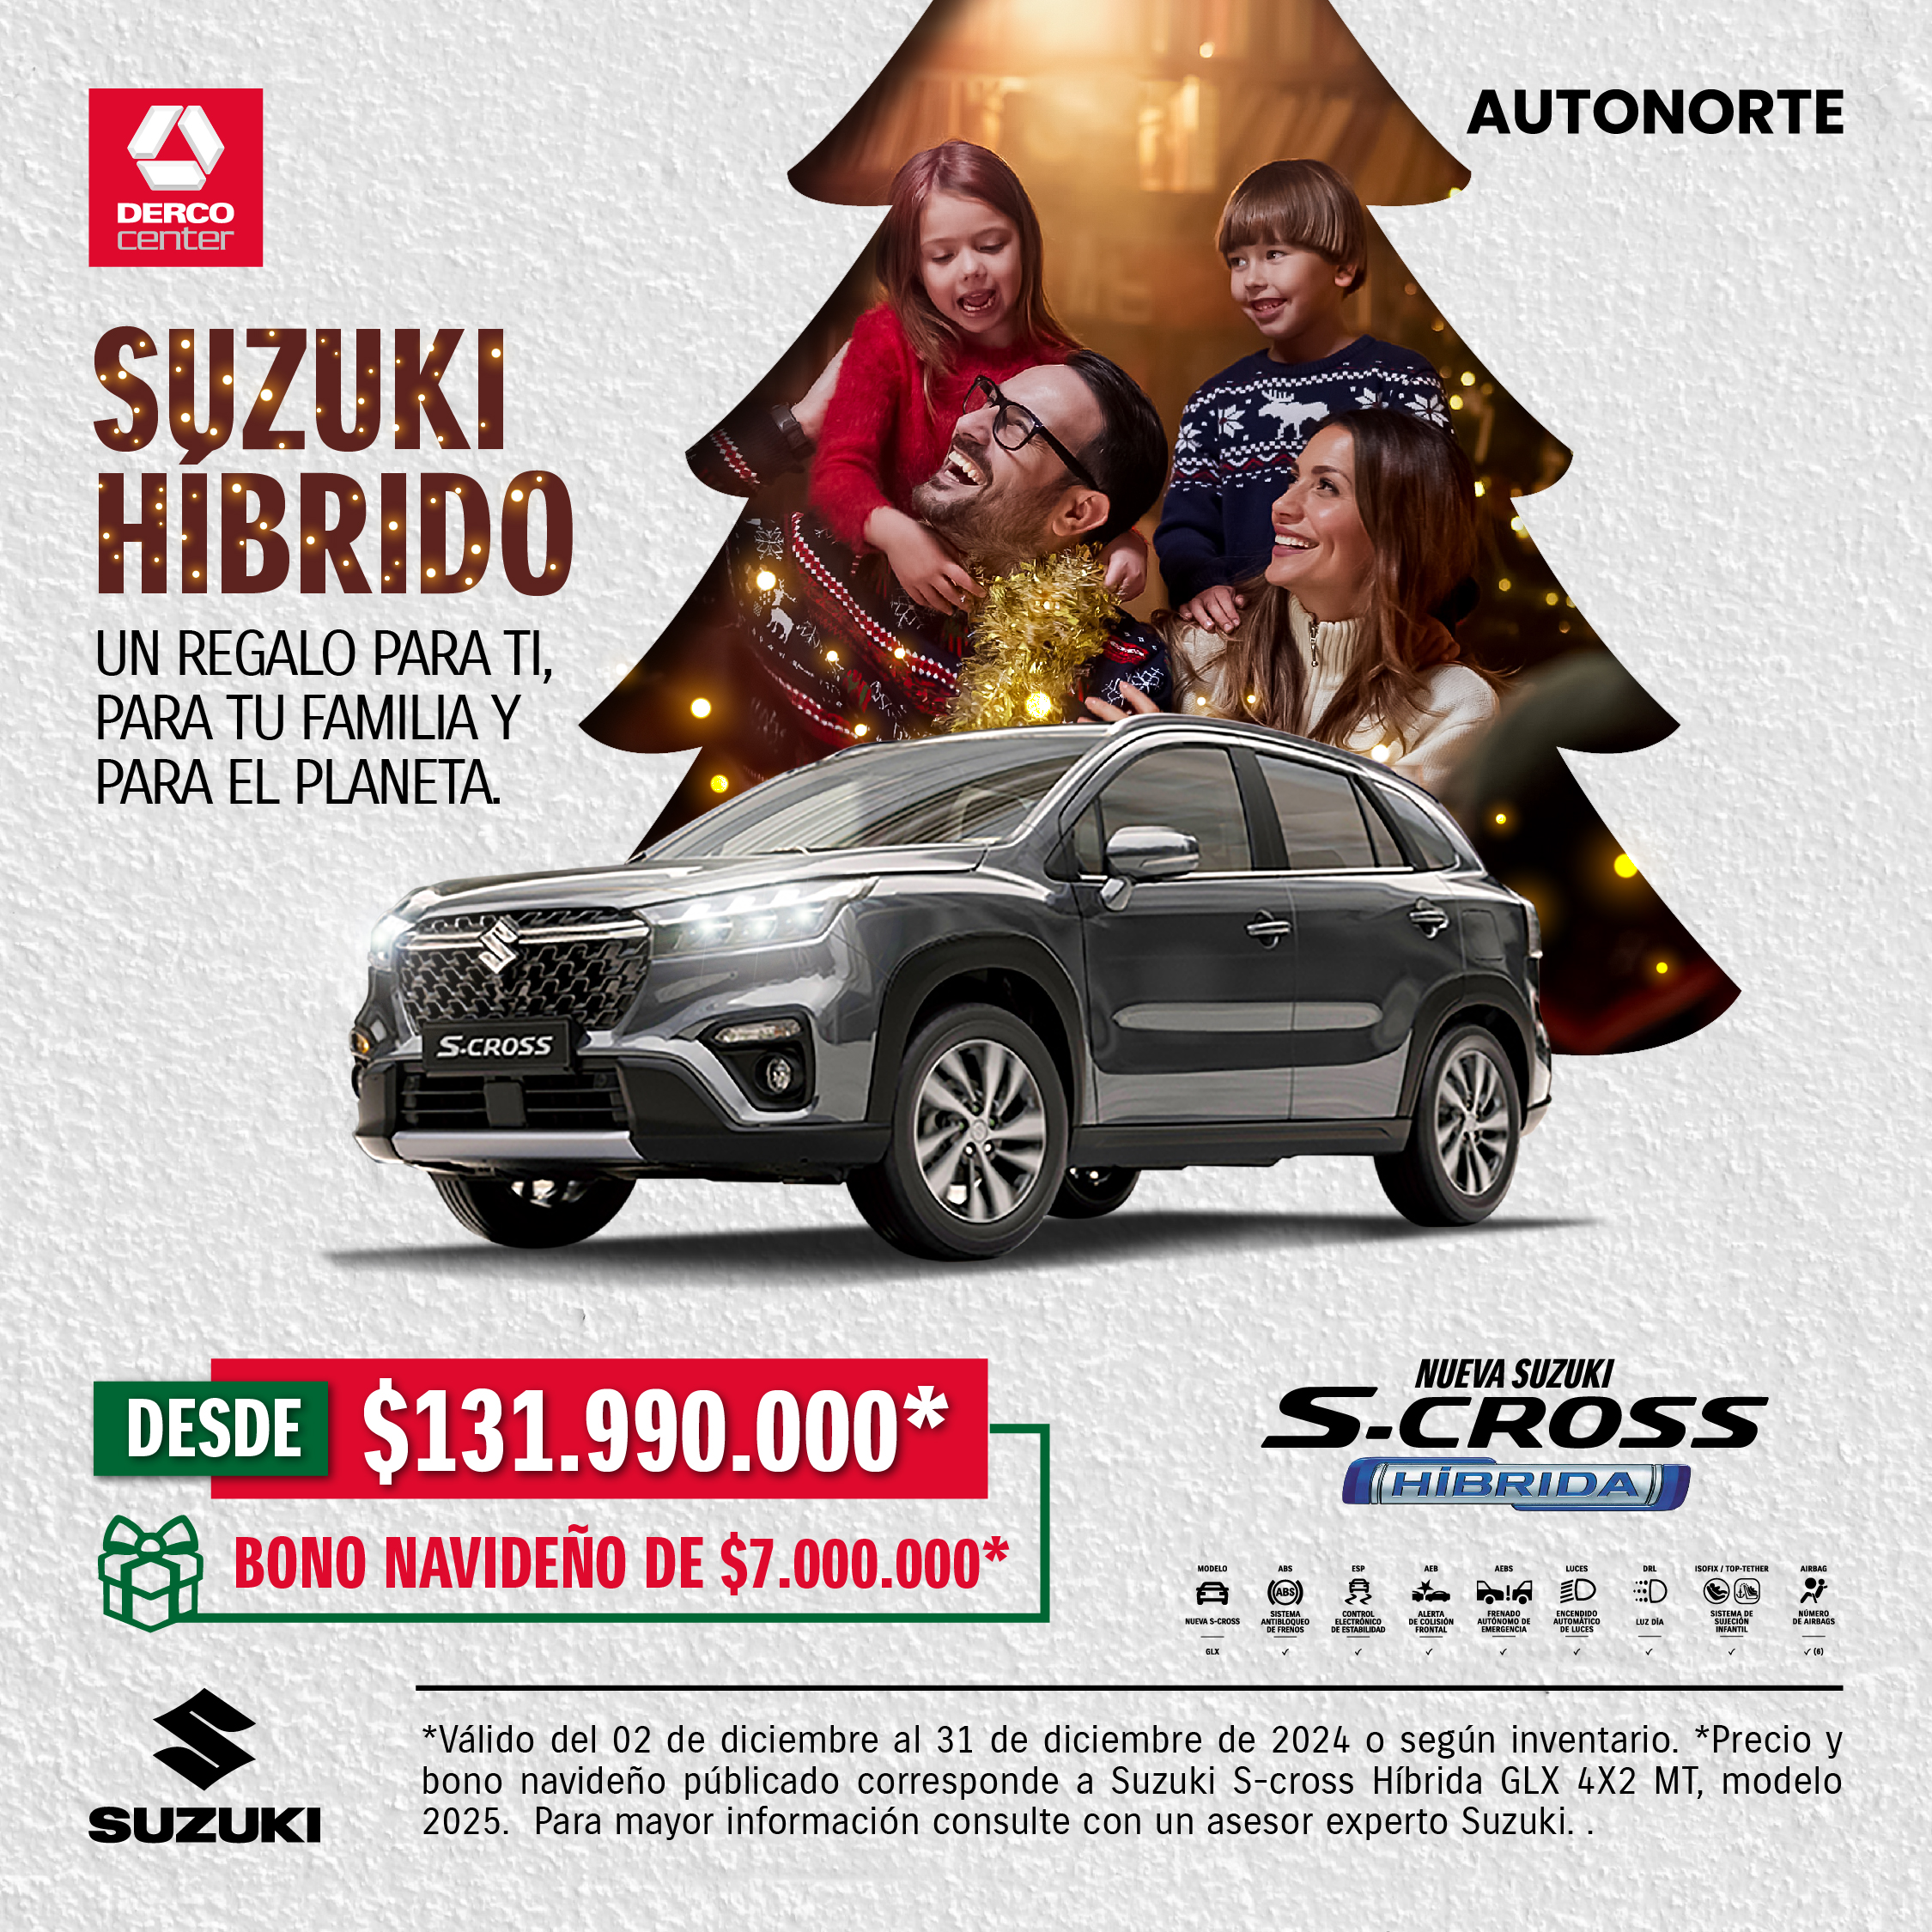 AUTONORTE
DERCO
center
SUZUKI
HÍBRIDO
UN REGALO PARA TI,
PARA TU FAMILIA Y
PARA EL PLANETA.
S-CROSS
DESDE $131.990.000*
BONO NAVIDEÑO DE $7.000.000*
NUEVA SUZUKI
S-CROSS
HÍBRIDA
MODELO ABS ESP AEB AEBS LUCES DRL ISOFIX / TOP-TETHER AIRBAG
ABS
NUEVA S-CROSS
SISTEMA
ANTIBLOQUEO
DE FRENOS
CONTROL
ELECTRÓNICO
DE ESTABILIDAD
ALERTA
DE COLISIÓN
FRONTAL
FRENADO
AUTÓNOMO DE
EMERGENCIA
ENCENDIDO
AUTOMÁTICO
DE LUCES
LUZ DÍA
SISTEMA DE
SUJECIÓN
INFANTIL
NÚMERO
DE AIRBAGS
GLX ✓ ✓ ✓ ✓ ✓ ✓ ✓ ✓ (6)
SUZUKI
*Válido del 02 de diciembre al 31 de diciembre de 2024 o según inventario. *Precio y
bono navideño públicado corresponde a Suzuki S-cross Híbrida GLX 4X2 MT, modelo
2025. Para mayor información consulte con un asesor experto Suzuki. .